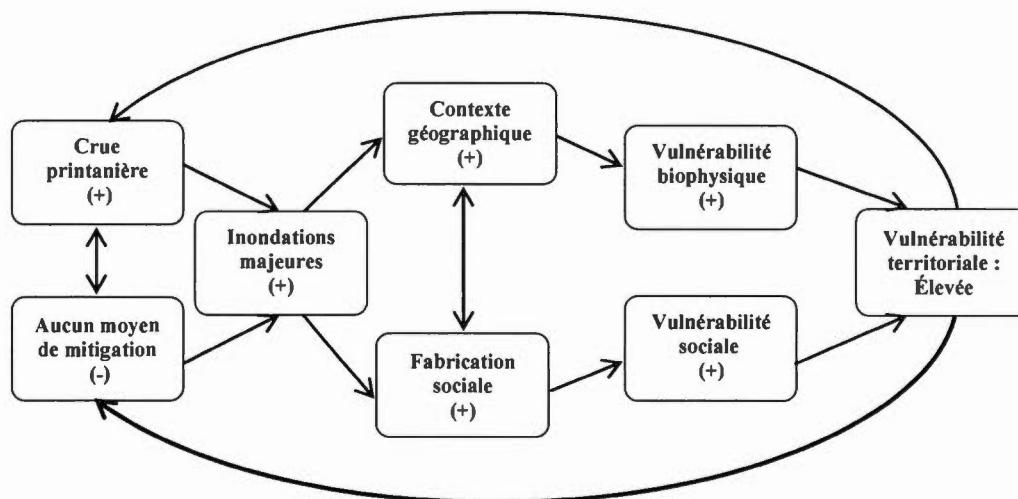 Crue
printanière
(+)
Aucun moyen
de mitigation
(-)
Inondations
majeures
(+)
Contexte
géographique
(+)
Fabrication
sociale
(+)
Vulnérabilité
biophysique
(+)
Vulnérabilité
sociale
(+)
Vulnérabilité
territoriale :
Élevée